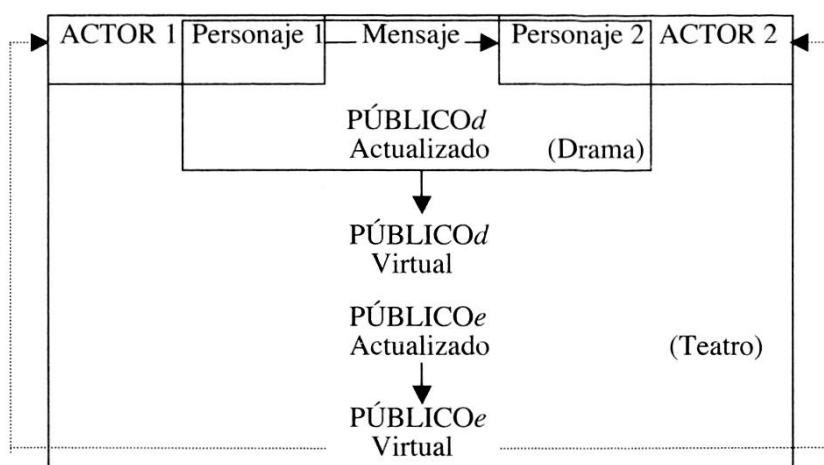 ACTOR 1 Personaje 1 Mensaje Personaje 2 ACTOR 2
PÚBLICOd
Actualizado (Drama)
PÚBLICOd
Virtual
PÚBLICOe
Actualizado (Teatro)
PÚBLICOe
Virtual